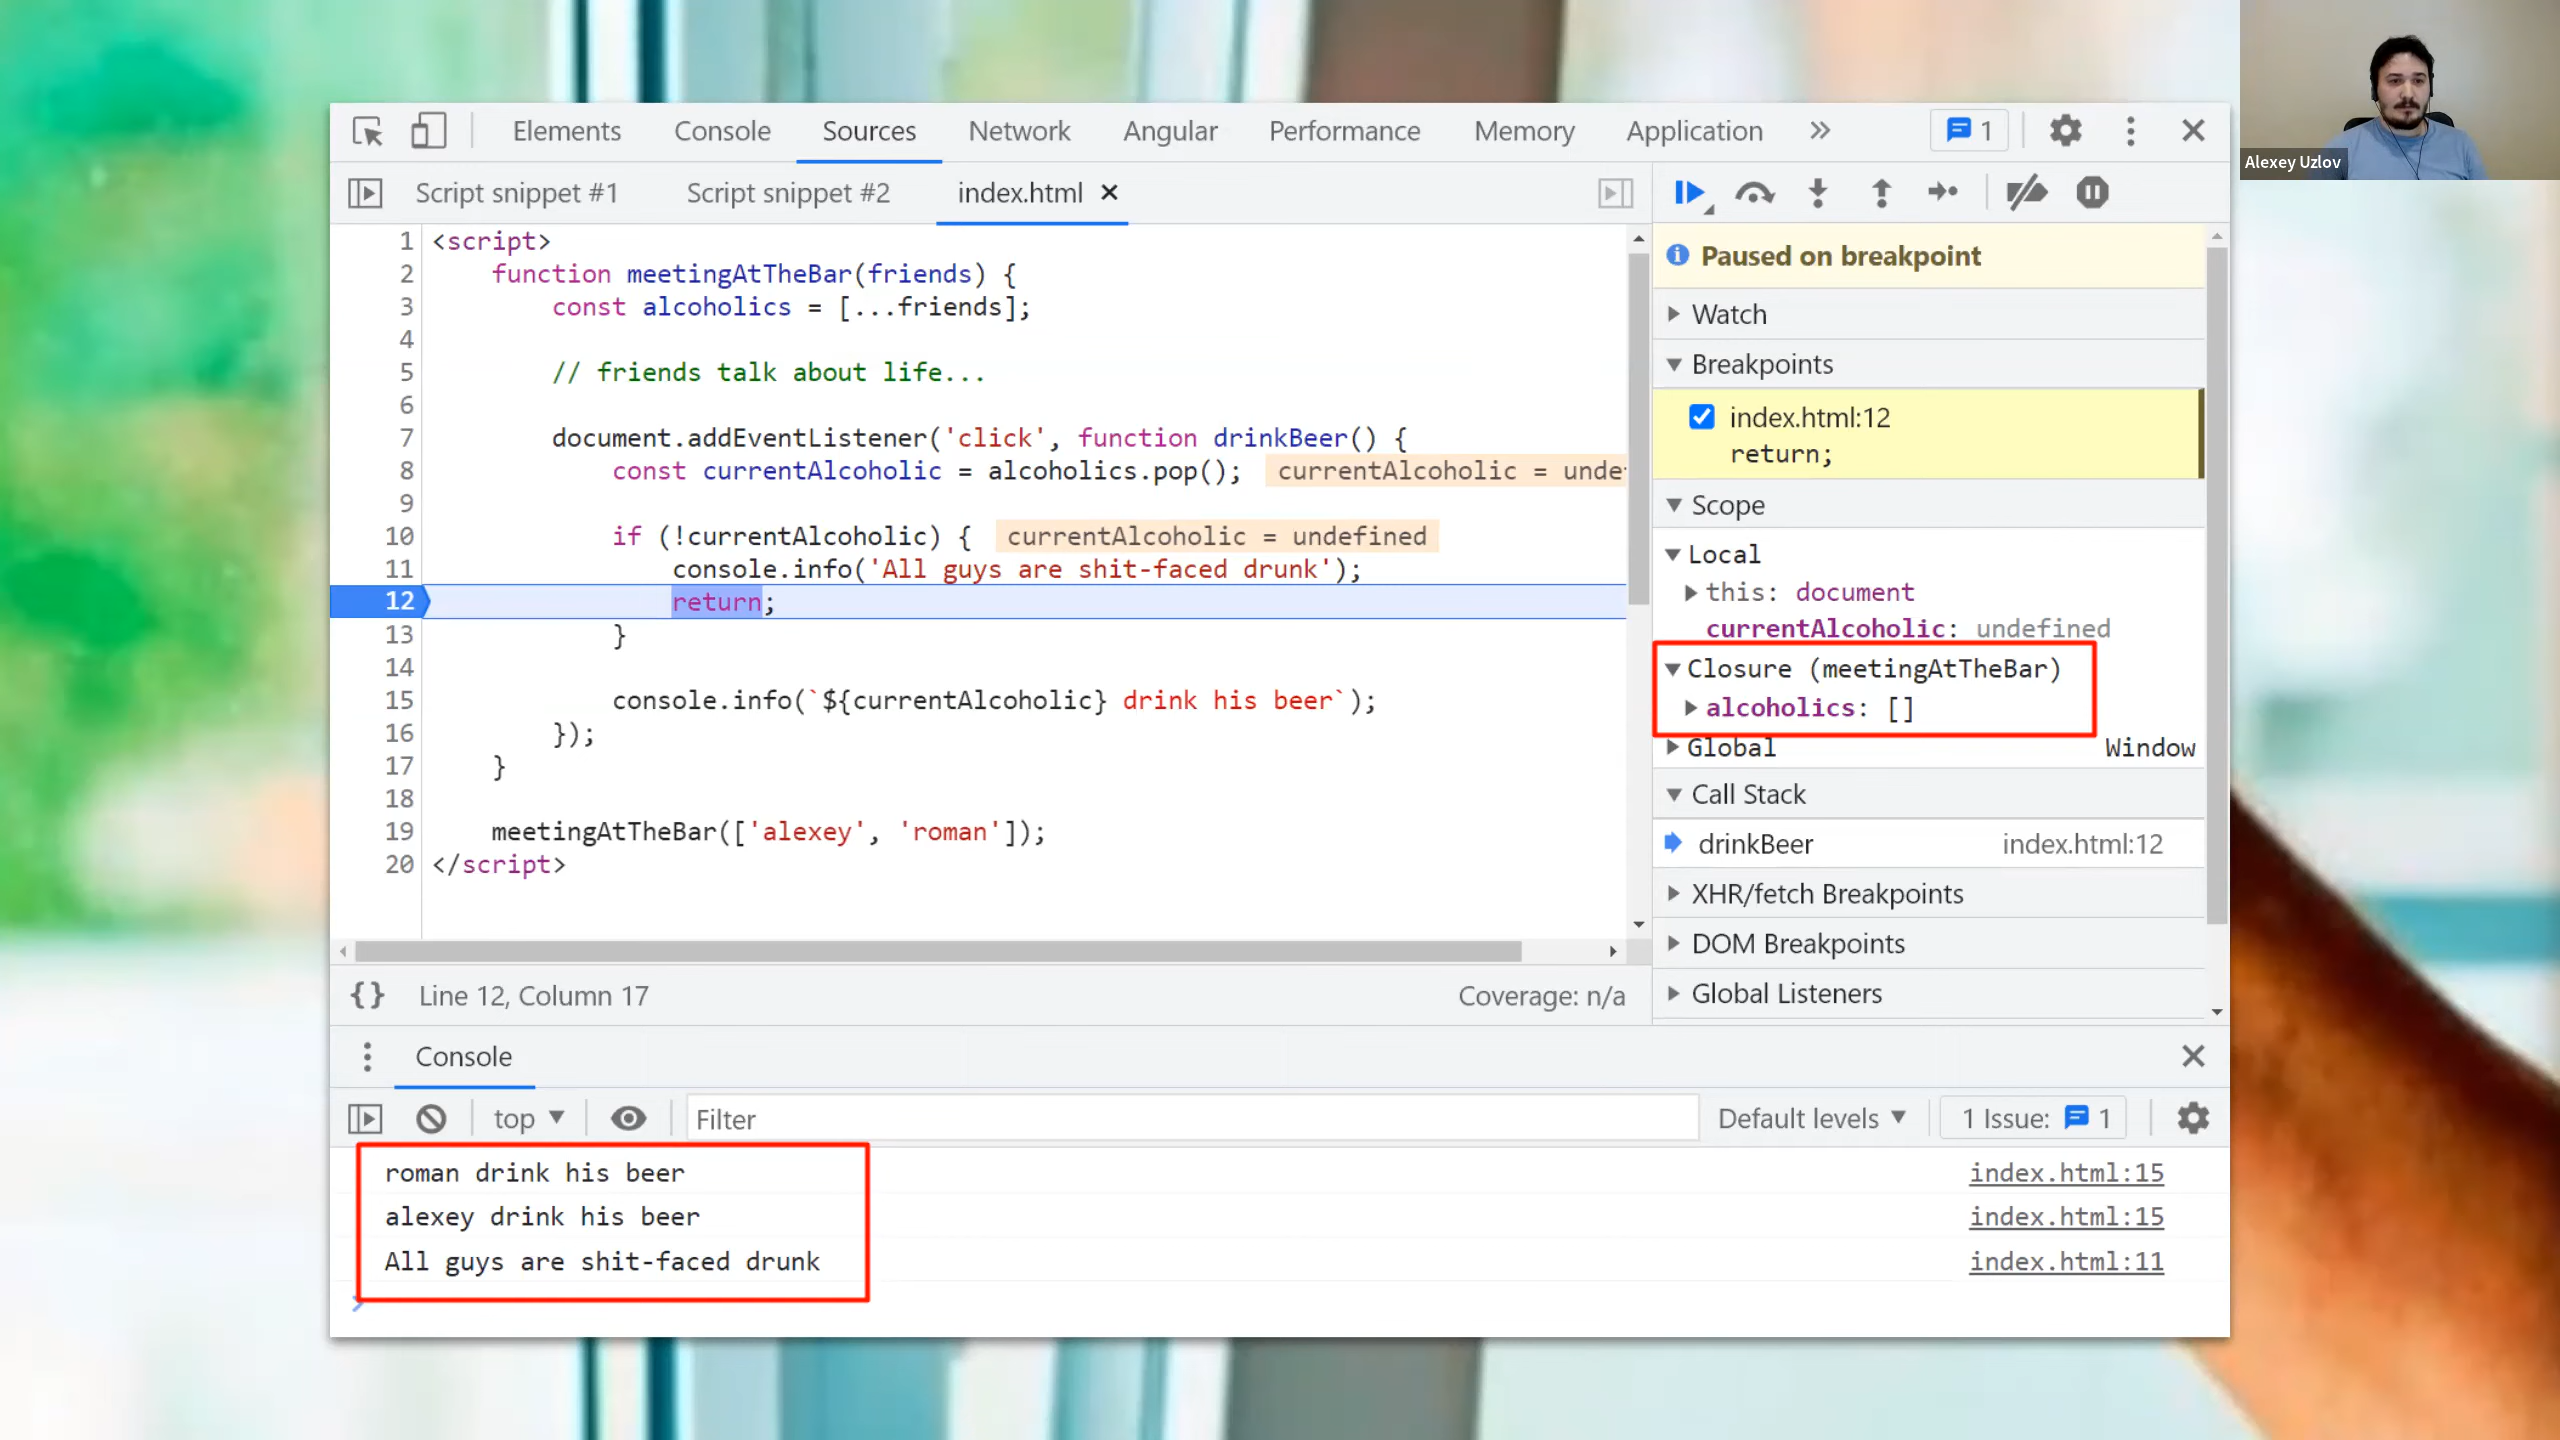 Elements Console Sources Network Angular Performance Memory Application » 1
Alexey Uzlov
Script snippet #1 Script snippet #2 index.html
1 <script>
2 function meetingAtTheBar(friends) {
3 const alcoholics = [...friends];
4
5 // friends talk about life...
6
7 document.addEventListener('click', function drinkBeer() {
8 const currentAlcoholic = alcoholics.pop(); currentAlcoholic = unde
9
10 if (!currentAlcoholic) { currentAlcoholic = undefined
11 console.info('All guys are shit-faced drunk');
12 return;
13 }
14
15 console.info(`${currentAlcoholic} drink his beer`);
16 });
17 }
18
19 meetingAtTheBar(['alexey', 'roman']);
20 </script>
{} Line 12, Column 17 Coverage: n/a
Paused on breakpoint
Watch
Breakpoints
index.html:12
return;
Scope
Local
this: document
currentAlcoholic: undefined
Closure (meetingAtTheBar)
alcoholics: []
Global Window
Call Stack
drinkBeer index.html:12
XHR/fetch Breakpoints
DOM Breakpoints
Global Listeners
Console
top Filter Default levels 1 Issue: 1
roman drink his beer index.html:15
alexey drink his beer index.html:15
All guys are shit-faced drunk index.html:11